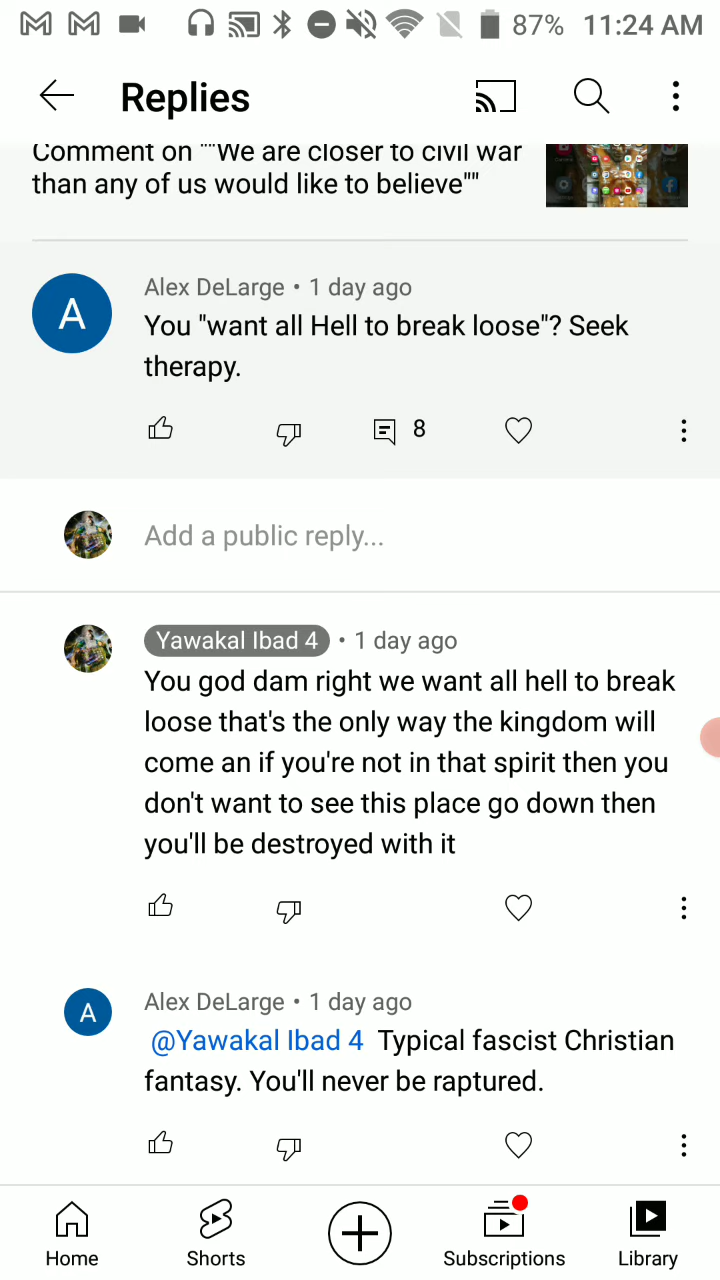 87% 11:24 AM
Replies
Comment on ""We are closer to civil war
than any of us would like to believe""
A
Alex DeLarge • 1 day ago
You "want all Hell to break loose"? Seek
therapy.
8
Add a public reply...
Yawakal Ibad 4 • 1 day ago
You god dam right we want all hell to break
loose that's the only way the kingdom will
come an if you're not in that spirit then you
don't want to see this place go down then
you'll be destroyed with it
A
Alex DeLarge • 1 day ago
@Yawakal Ibad 4 Typical fascist Christian
fantasy. You'll never be raptured.
Home Shorts Subscriptions Library